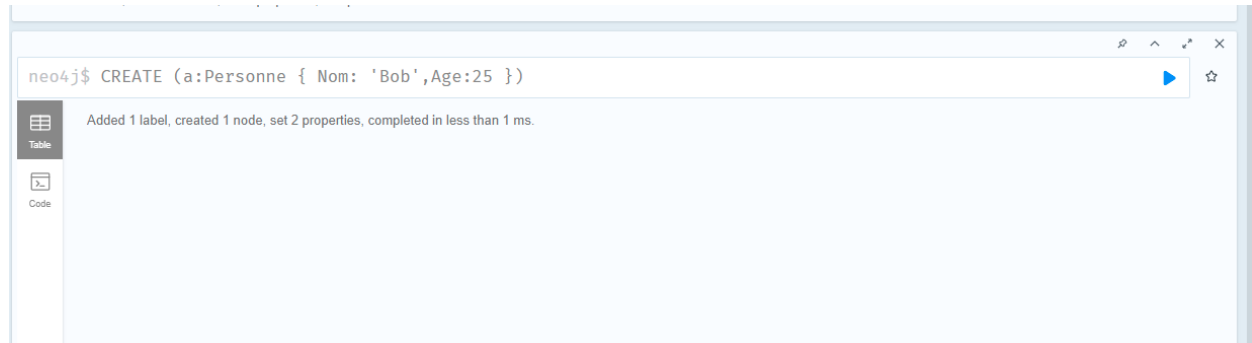 neo4j$ CREATE (a:Personne { Nom: 'Bob',Age:25 })
Added 1 label, created 1 node, set 2 properties, completed in less than 1 ms.
Table
Code